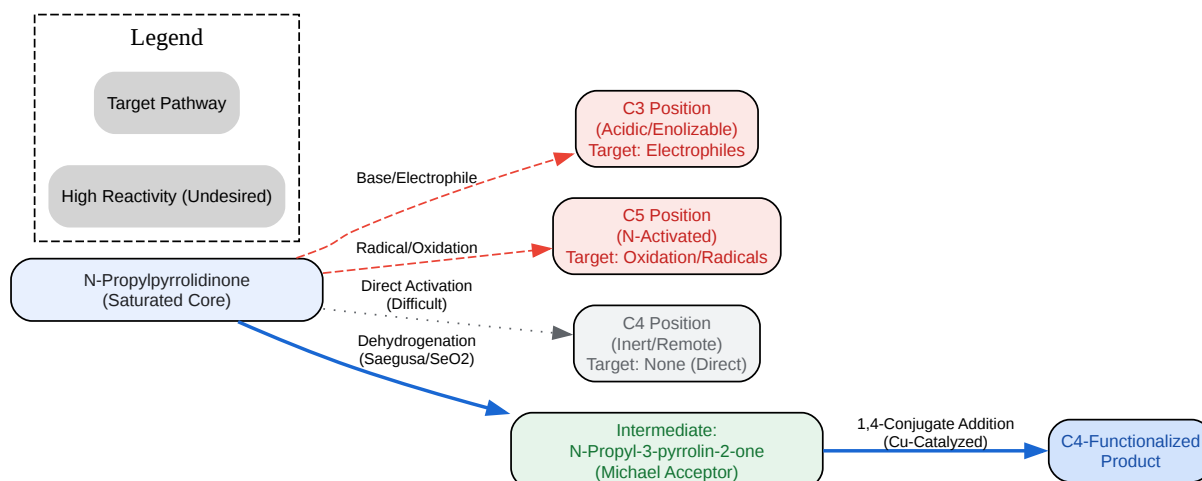 Legend
Target Pathway
High Reactivity (Undesired)
N-Propylpyrrolidinone
(Saturated Core)
Base/Electrophile
Radical/Oxidation
Direct Activation
(Difficult)
Dehydrogenation
(Saegusa/SeO2)
C3 Position
(Acidic/Enolizable)
Target: Electrophiles
C5 Position
(N-Activated)
Target: Oxidation/Radicals
C4 Position
(Inert/Remote)
Target: None (Direct)
Intermediate:
N-Propyl-3-pyrrolin-2-one
(Michael Acceptor)
1,4-Conjugate Addition
(Cu-Catalyzed)
C4-Functionalized
Product